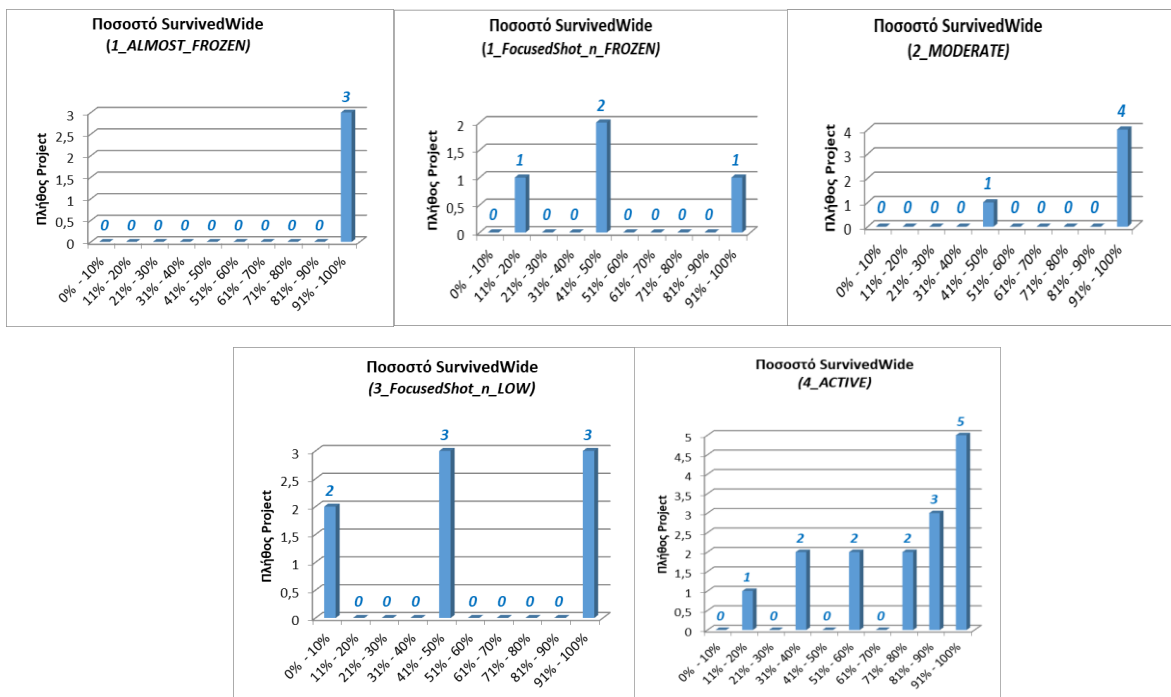 Ποσοστό SurvivedWide
(1_ALMOST_FROZEN)
Πλήθος Project
3
2,5
2
1,5
1
0,5
0
0 0 0 0 0 0 0 0 0 3
0% - 10%
11% - 20%
21% - 30%
31% - 40%
41% - 50%
51% - 60%
61% - 70%
71% - 80%
81% - 90%
91% - 100%
Ποσοστό SurvivedWide
(1_FocusedShot_n_FROZEN)
Πλήθος Project
2
1,5
1
0,5
0
0 1 0 0 2 0 0 0 0 1
0% - 10%
11% - 20%
21% - 30%
31% - 40%
41% - 50%
51% - 60%
61% - 70%
71% - 80%
81% - 90%
91% - 100%
Ποσοστό SurvivedWide
(2_MODERATE)
Πλήθος Project
4
3
2
1
0
0 0 0 0 1 0 0 0 0 4
0% - 10%
11% - 20%
21% - 30%
31% - 40%
41% - 50%
51% - 60%
61% - 70%
71% - 80%
81% - 90%
91% - 100%
Ποσοστό SurvivedWide
(3_FocusedShot_n_LOW)
Πλήθος Project
3
2,5
2
1,5
1
0,5
0
2 0 0 0 3 0 0 0 0 3
0% - 10%
11% - 20%
21% - 30%
31% - 40%
41% - 50%
51% - 60%
61% - 70%
71% - 80%
81% - 90%
91% - 100%
Ποσοστό SurvivedWide
(4_ACTIVE)
Πλήθος Project
5
4,5
4
3,5
3
2,5
2
1,5
1
0,5
0
0 1 0 2 0 2 0 2 3 5
0% - 10%
11% - 20%
21% - 30%
31% - 40%
41% - 50%
51% - 60%
61% - 70%
71% - 80%
81% - 90%
91% - 100%